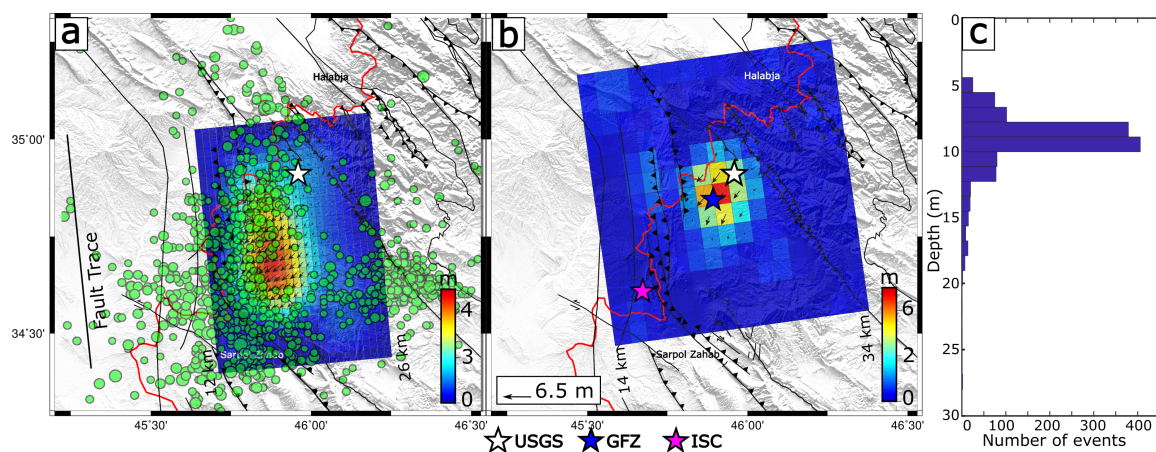 a
Halabja
35°00'
34°30'
Fault Trace
Sarpol Zahab
12 km
26 km
m
4
0
45°30'
46°00'
46°30'
b
Halabja
Sarpol Zahab
14 km
34 km
m
6
4
2
0
6.5 m
45°30'
46°00'
46°30'
USGS
GFZ
ISC
c
0
5
10
15
20
25
30
Depth (m)
0
100
200
300
400
Number of events